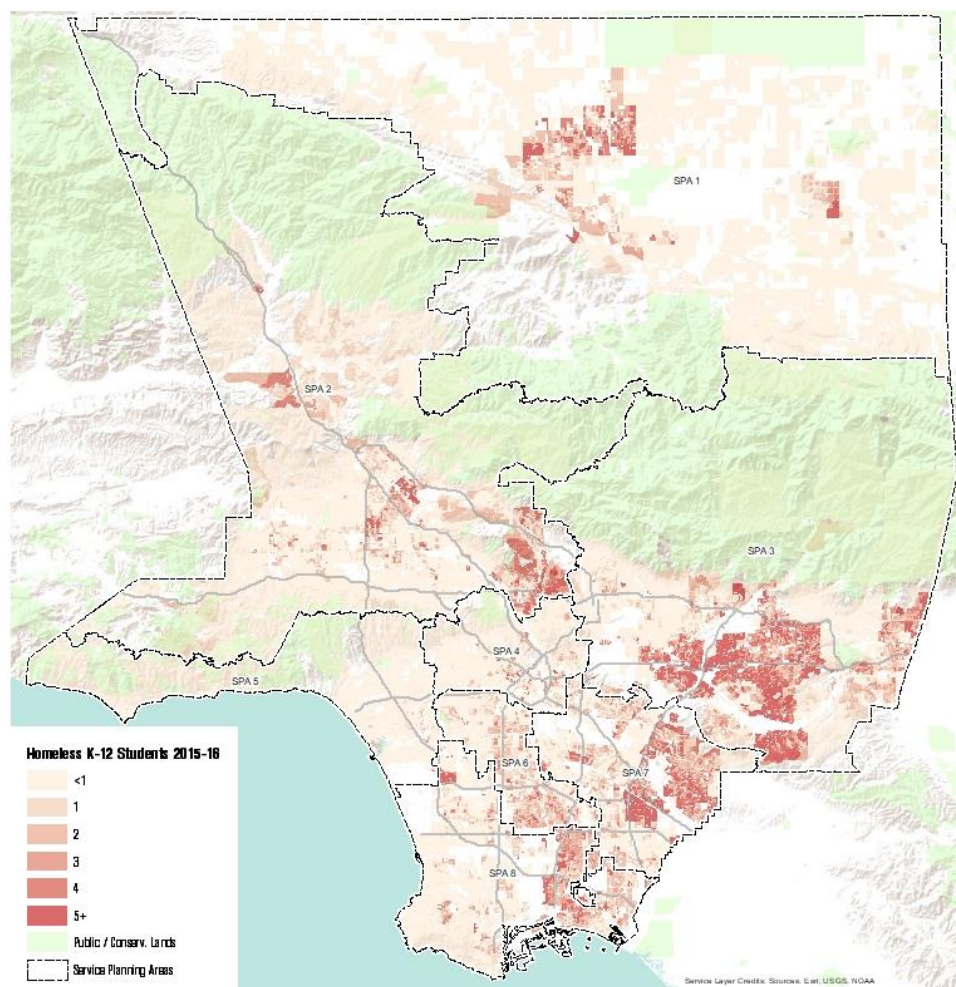 SPA 1
SPA 2
SPA 3
SPA 4
SPA 5
SPA 6
SPA 7
SPA 8
Homeless K-12 Students 2015-16
<1
1
2
3
4
5+
Public / Conserv. Lands
Service Planning Areas
Service Layer Credits: Sources: Esri, USGS, NOAA